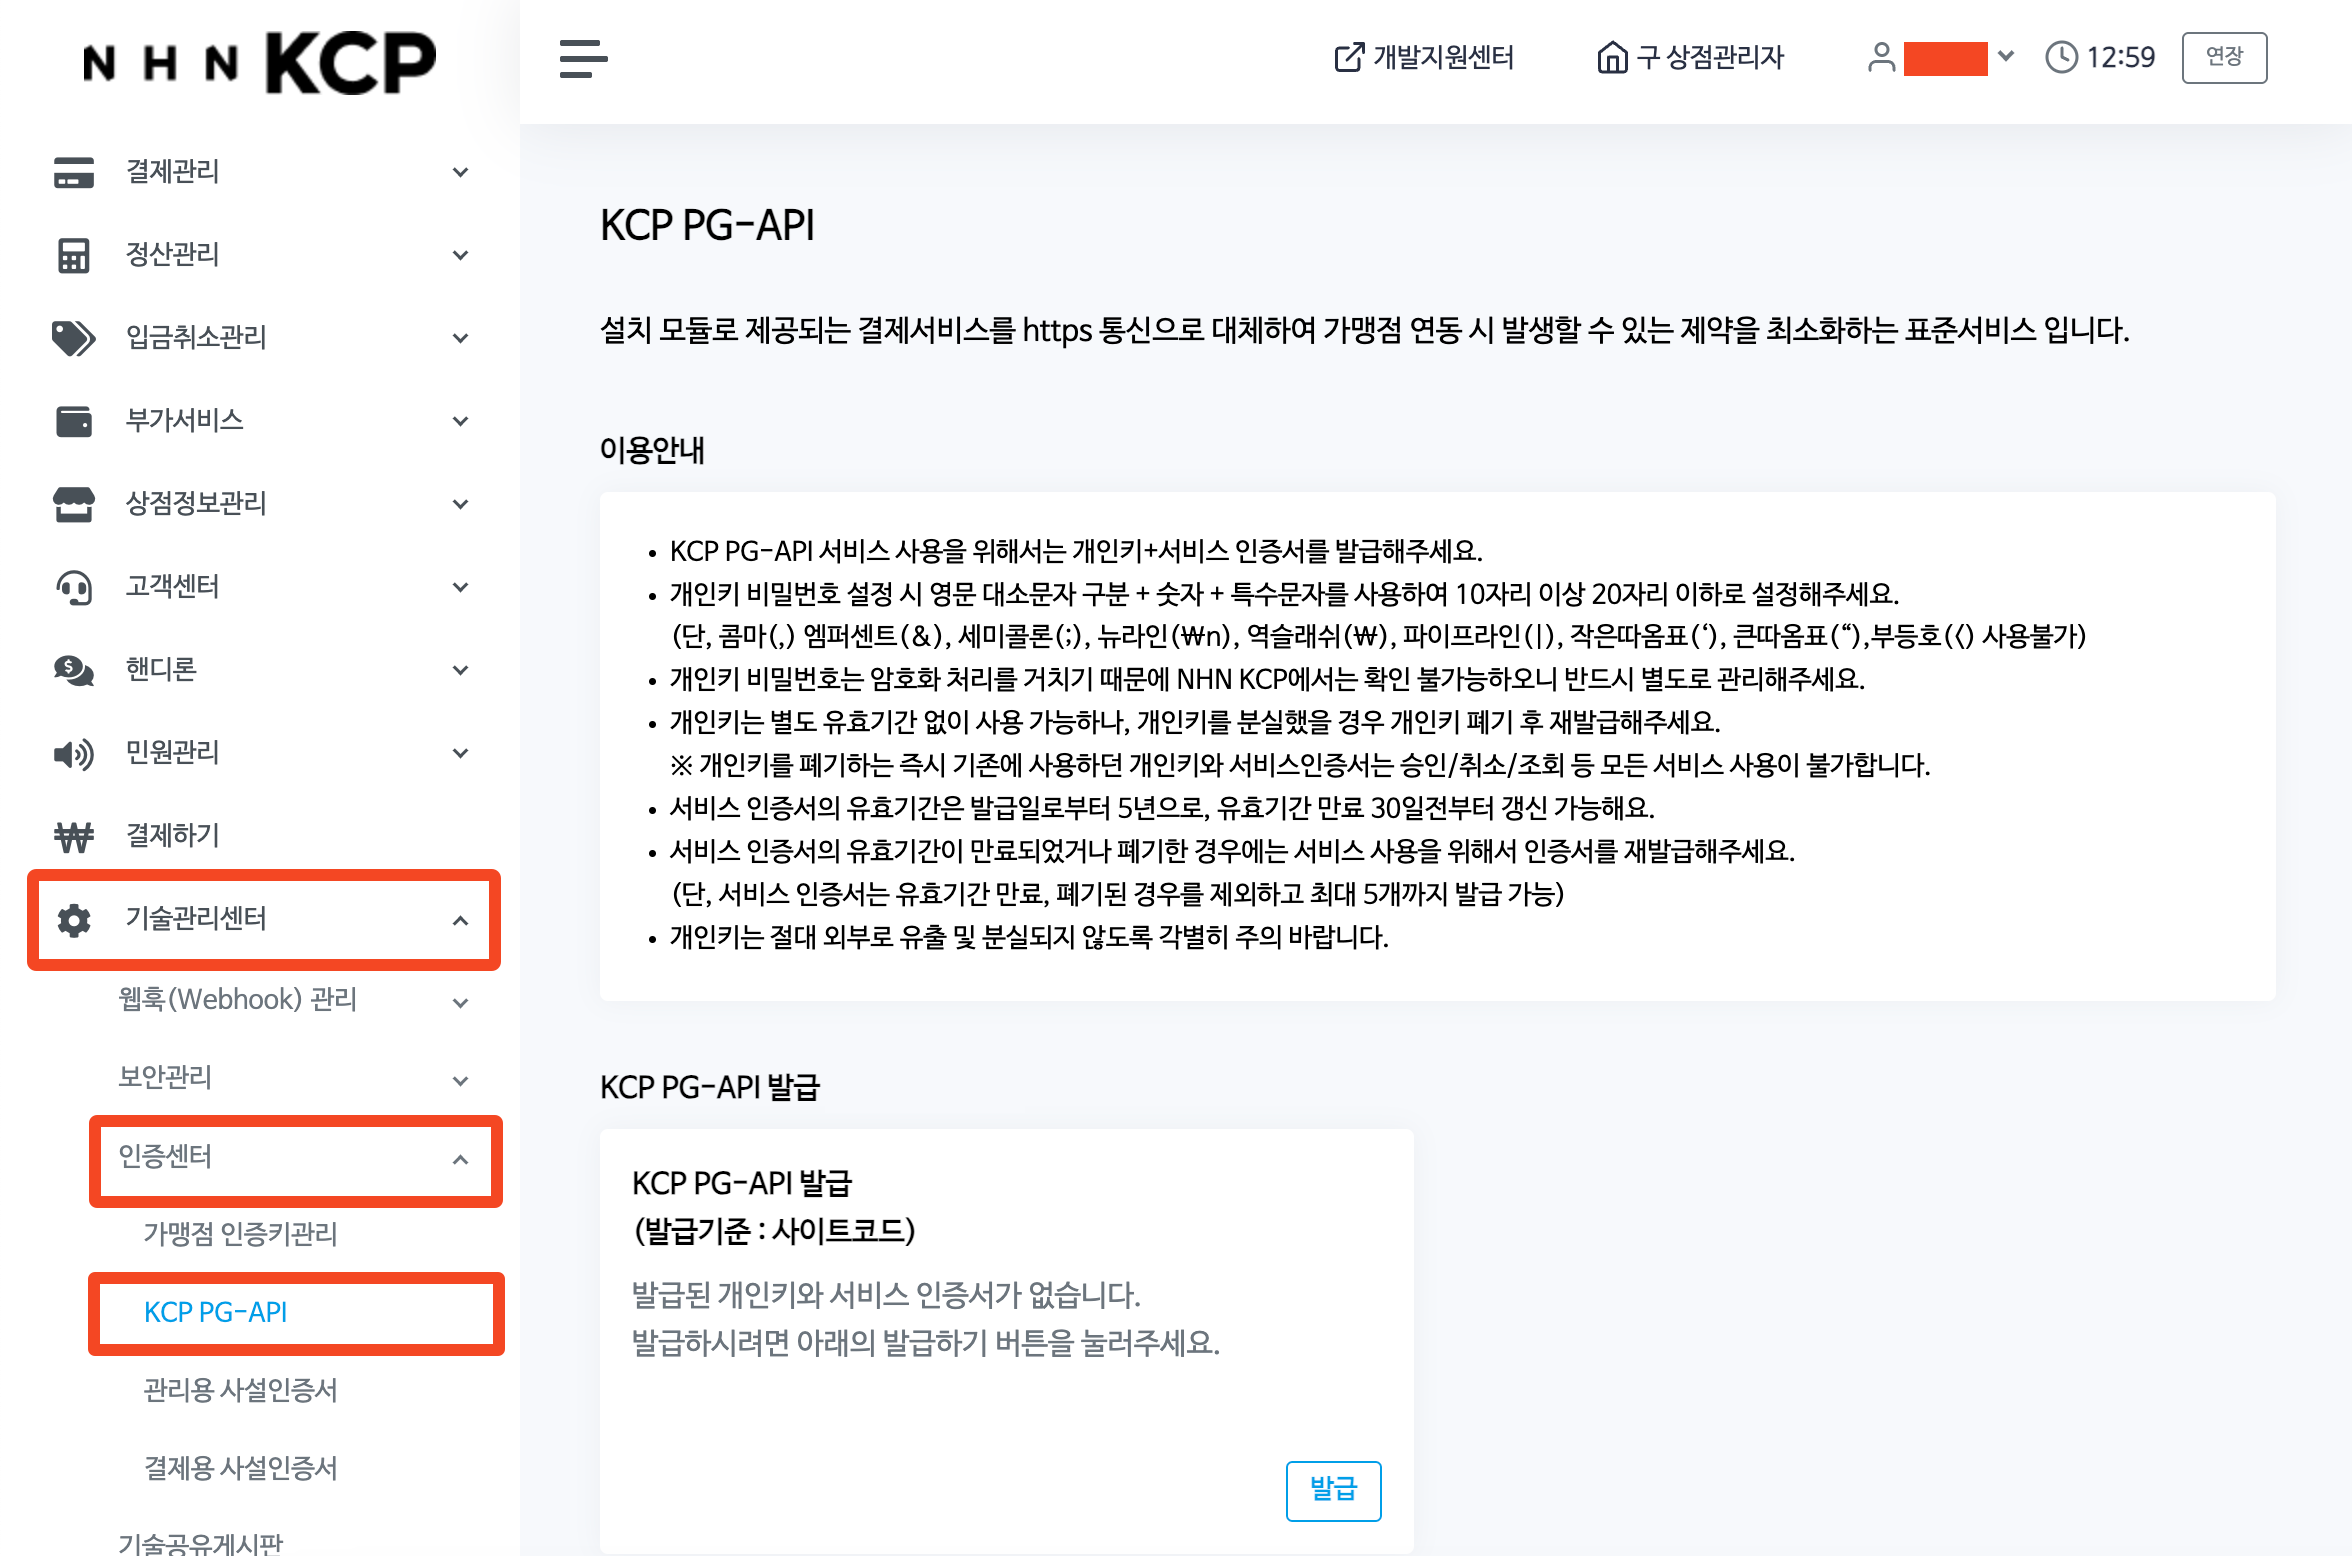 NHN KCP
개발지원센터
구 상점관리자
12:59
연장
결제관리
정산관리
입금취소관리
부가서비스
상점정보관리
고객센터
핸디론
민원관리
결제하기
기술관리센터
웹훅(Webhook) 관리
보안관리
인증센터
가맹점 인증키관리
KCP PG-API
관리용 사설인증서
결제용 사설인증서
기술공유게시판
KCP PG-API
설치 모듈로 제공되는 결제서비스를 https 통신으로 대체하여 가맹점 연동 시 발생할 수 있는 제약을 최소화하는 표준서비스 입니다.
이용안내
• KCP PG-API 서비스 사용을 위해서는 개인키+서비스 인증서를 발급해주세요.
• 개인키 비밀번호 설정 시 영문 대소문자 구분 + 숫자 + 특수문자를 사용하여 10자리 이상 20자리 이하로 설정해주세요.
(단, 콤마(,) 엠퍼센트(&), 세미콜론(;), 뉴라인(₩n), 역슬래쉬(₩), 파이프라인(|), 작은따옴표(‘), 큰따옴표(“),부등호(<) 사용불가)
• 개인키 비밀번호는 암호화 처리를 거치기 때문에 NHN KCP에서는 확인 불가능하오니 반드시 별도로 관리해주세요.
• 개인키는 별도 유효기간 없이 사용 가능하나, 개인키를 분실했을 경우 개인키 폐기 후 재발급해주세요.
※ 개인키를 폐기하는 즉시 기존에 사용하던 개인키와 서비스인증서는 승인/취소/조회 등 모든 서비스 사용이 불가합니다.
• 서비스 인증서의 유효기간은 발급일로부터 5년으로, 유효기간 만료 30일전부터 갱신 가능해요.
• 서비스 인증서의 유효기간이 만료되었거나 폐기한 경우에는 서비스 사용을 위해서 인증서를 재발급해주세요.
(단, 서비스 인증서는 유효기간 만료, 폐기된 경우를 제외하고 최대 5개까지 발급 가능)
• 개인키는 절대 외부로 유출 및 분실되지 않도록 각별히 주의 바랍니다.
KCP PG-API 발급
KCP PG-API 발급
(발급기준 : 사이트코드)
발급된 개인키와 서비스 인증서가 없습니다.
발급하시려면 아래의 발급하기 버튼을 눌러주세요.
발급